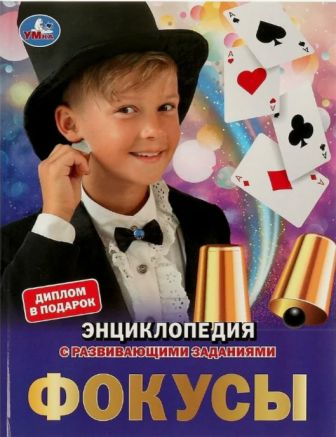 УМка
A
A
A
A
ДИПЛОМ
В ПОДАРОК
ЭНЦИКЛОПЕДИЯ
С РАЗВИВАЮЩИМИ ЗАДАНИЯМИ
ФОКУСЫ